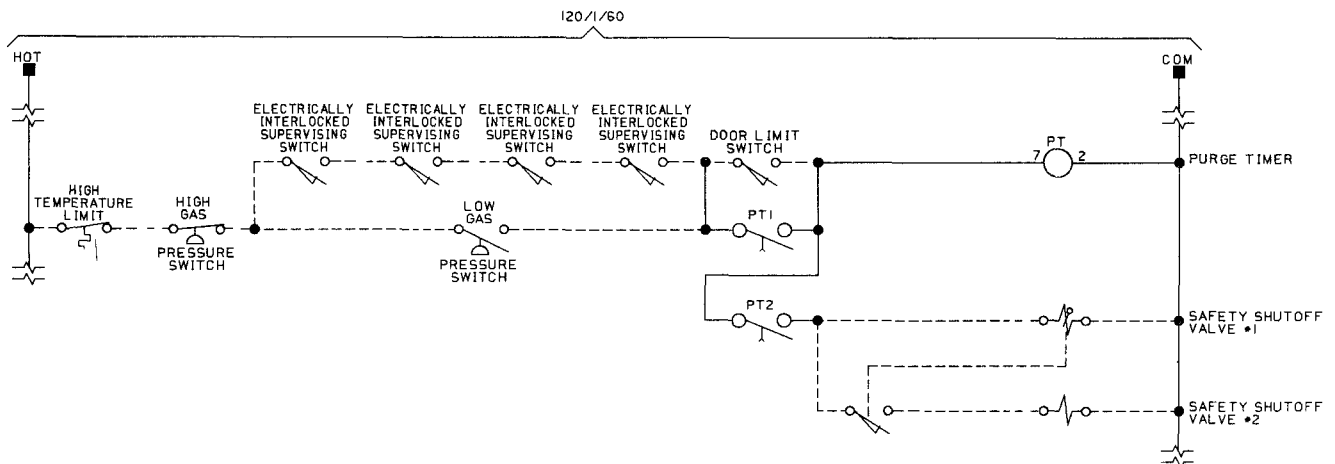 120/1/60
HOT
COM
ELECTRICALLY
INTERLOCKED
SUPERVISING
SWITCH
ELECTRICALLY
INTERLOCKED
SUPERVISING
SWITCH
ELECTRICALLY
INTERLOCKED
SUPERVISING
SWITCH
ELECTRICALLY
INTERLOCKED
SUPERVISING
SWITCH
DOOR LIMIT
SWITCH
PT
7 2
PURGE TIMER
HIGH
TEMPERATURE
LIMIT
HIGH
GAS
PRESSURE
SWITCH
LOW
GAS
PRESSURE
SWITCH
PT1
PT2
SAFETY SHUTOFF
VALVE #1
SAFETY SHUTOFF
VALVE #2